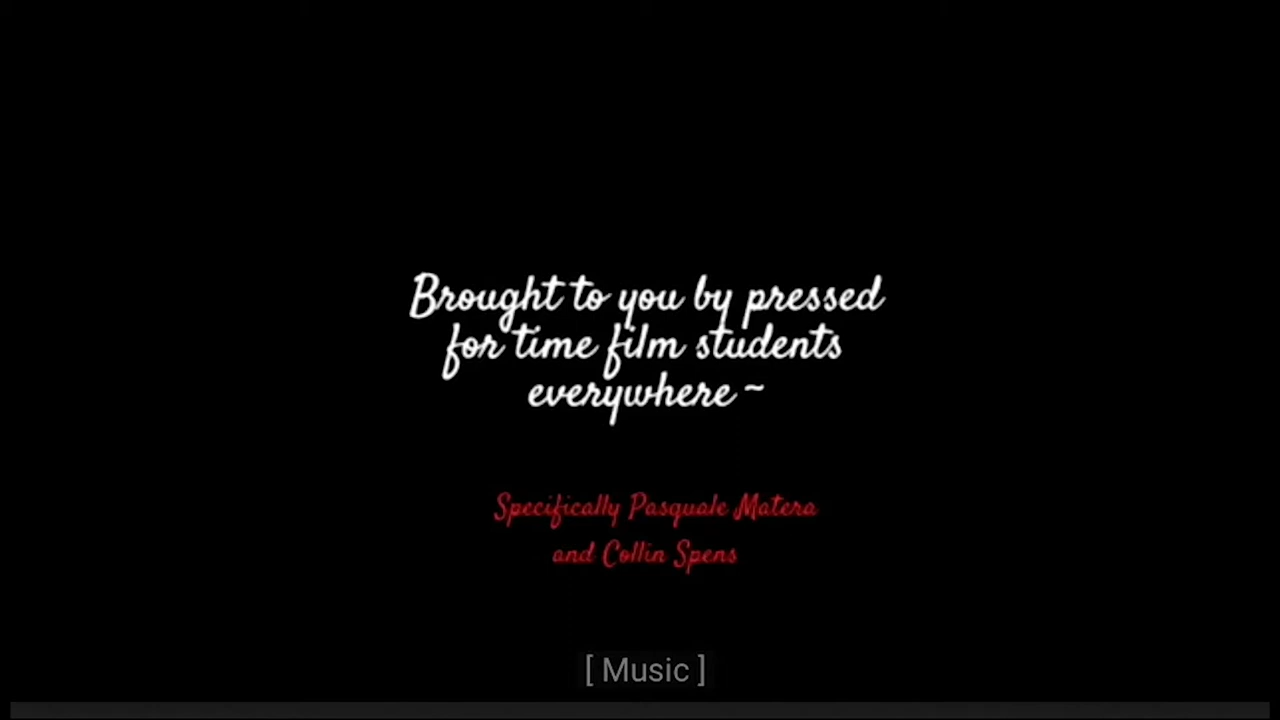 Brought to you by pressed
for time film students
everywhere ~
Specifically Pasquale Matera
and Collin Spens
[ Music ]